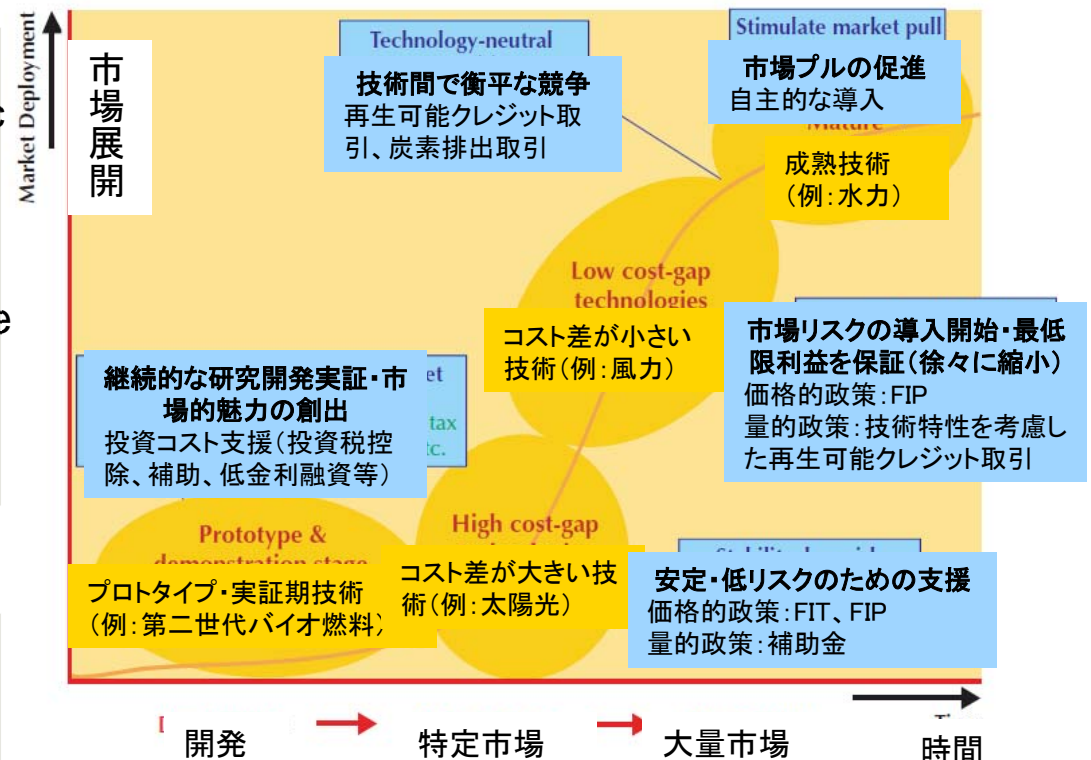 Market Deployment
市場展開
Technology-neutral
技術間で衡平な競争
再生可能クレジット取
引、炭素排出取引
Stimulate market pull
市場プルの促進
自主的な導入
Mature
成熟技術
(例:水力)
Low cost-gap
technologies
コスト差が小さい
技術(例:風力)
市場リスクの導入開始・最低
限利益を保証(徐々に縮小)
価格的政策:FIP
量的政策:技術特性を考慮し
た再生可能クレジット取引
継続的な研究開発実証・市
場的魅力の創出
投資コスト支援(投資税控
除、補助、低金利融資等)
et
tax
tc.
Prototype &
demonstration stage
プロトタイプ・実証期技術
(例:第二世代バイオ燃料)
High cost-gap
コスト差が大きい技
術(例:太陽光)
安定・低リスクのための支援
価格的政策:FIT、FIP
量的政策:補助金
開発
特定市場
大量市場
時間